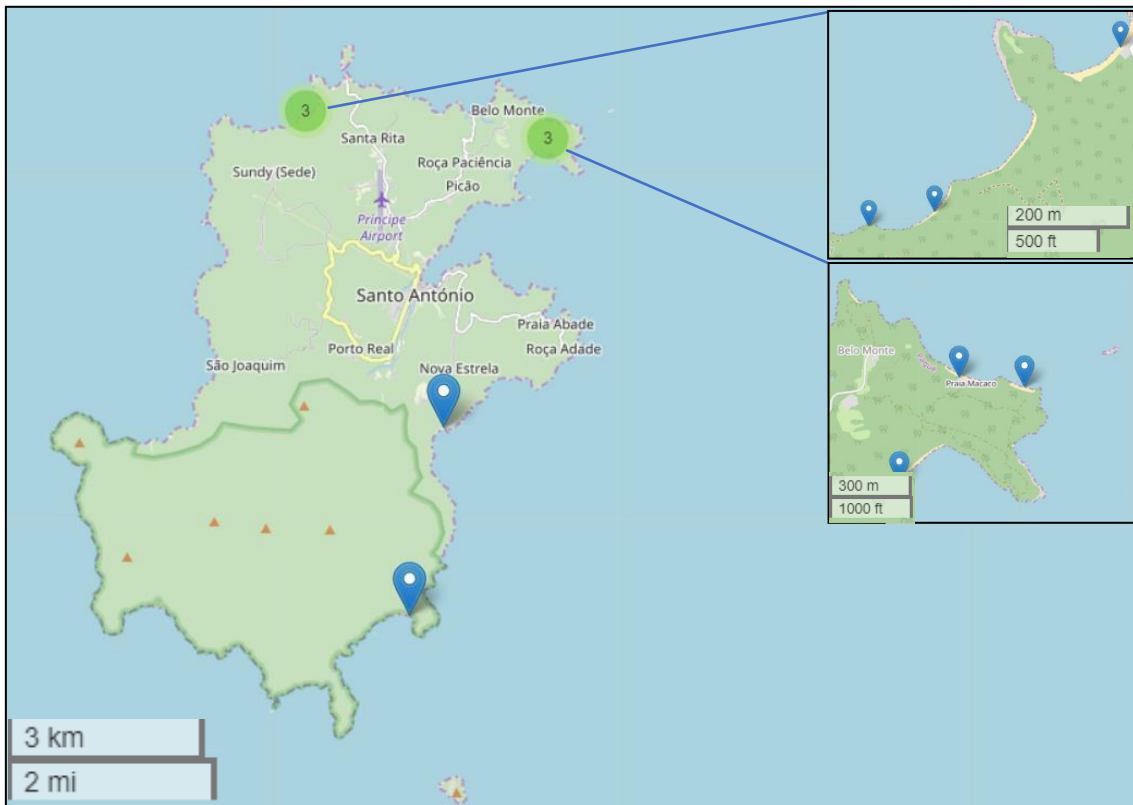 3
3
Belo Monte
Santa Rita
Roça Paciência
Sundy (Sede)
Picão
Príncipe
Airport
Santo António
Praia Abade
Porto Real
Roça Adade
São Joaquim
Nova Estrela
3 km
2 mi
200 m
500 ft
Belo Monte
Praia Macaco
300 m
1000 ft